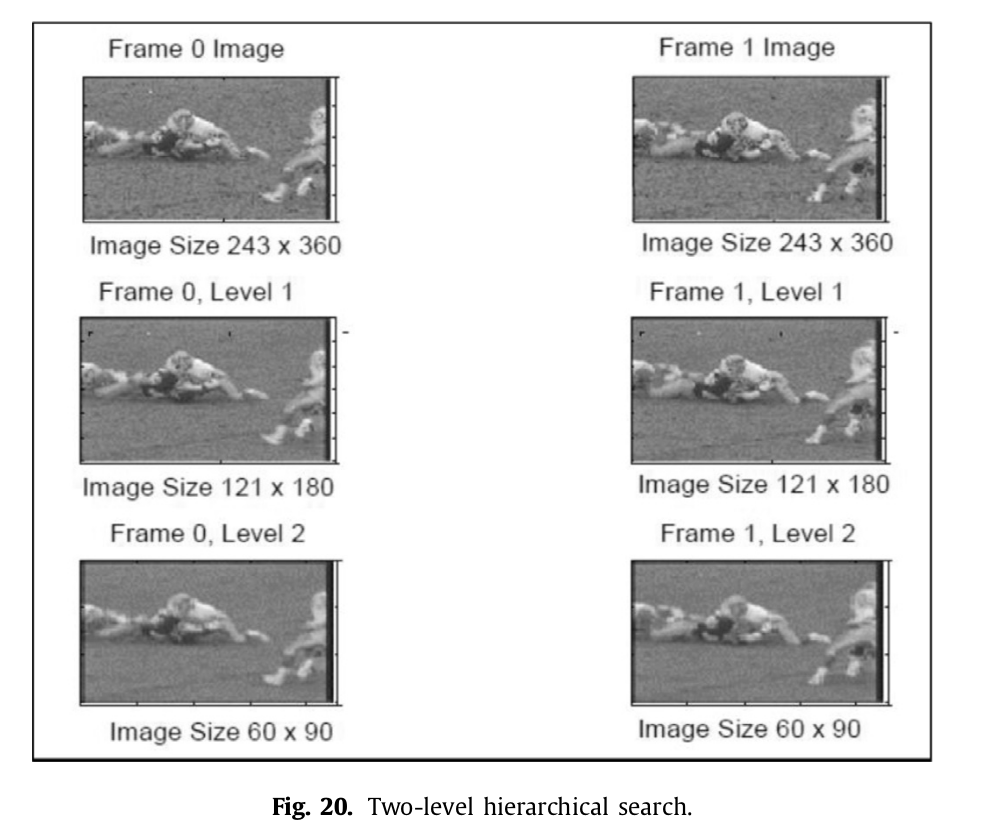 Frame 0 Image
Frame 1 Image
Image Size 243 x 360
Image Size 243 x 360
Frame 0, Level 1
Frame 1, Level 1
Image Size 121 x 180
Image Size 121 x 180
Frame 0, Level 2
Frame 1, Level 2
Image Size 60 x 90
Image Size 60 x 90
Fig. 20. Two-level hierarchical search.